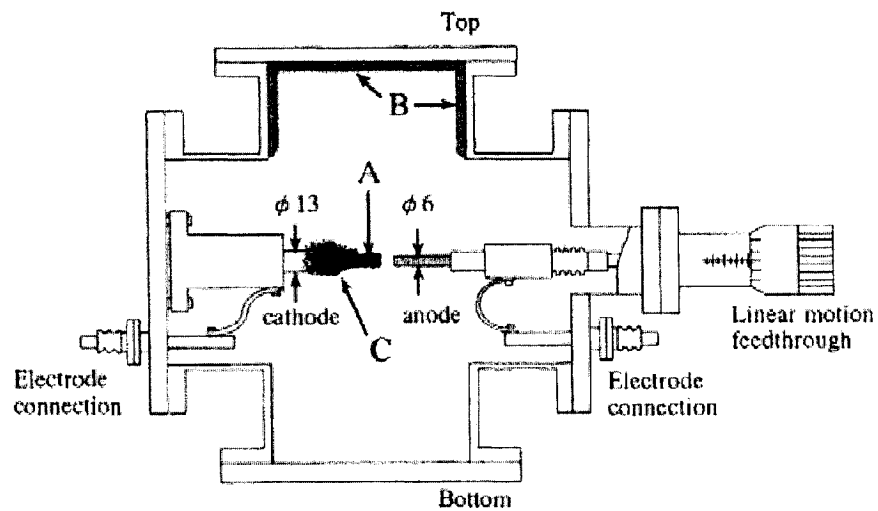 Top
B
A
ϕ 13
ϕ 6
cathode
anode
C
Linear motion
feedthrough
Electrode
connection
Electrode
connection
Bottom